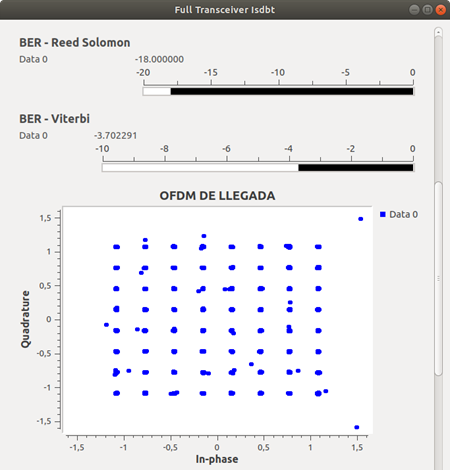 Full Transceiver Isdbt
BER - Reed Solomon
Data 0 -18.000000
-20 -15 -10 -5 0
BER - Viterbi
Data 0 -3.702291
-10 -8 -6 -4 -2 0
OFDM DE LLEGADA
Data 0
1,5
1
0,5
0
-0,5
-1
-1,5
Quadrature
-1,5 -1 -0,5 0 0,5 1 1,5
In-phase